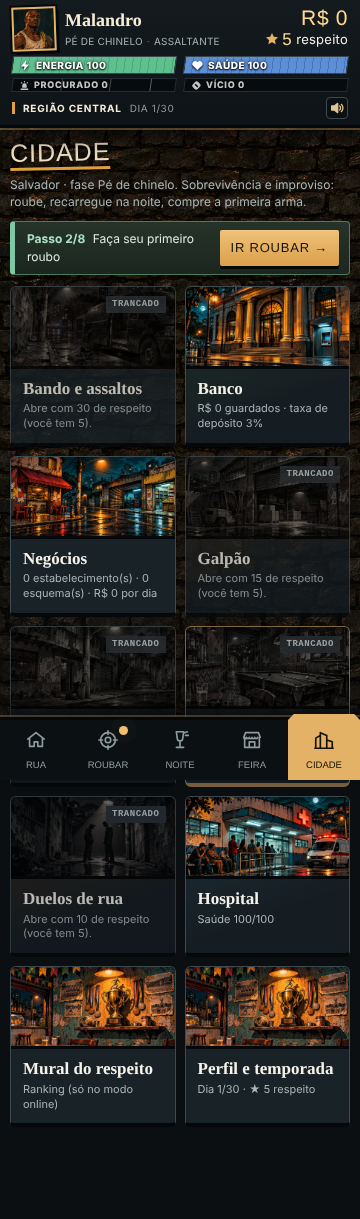 Malandro
PÉ DE CHINELO · ASSALTANTE
R$ 0
★ 5 respeito
ENERGIA 100
SAÚDE 100
PROCURADO 0
VÍCIO 0
REGIÃO CENTRAL DIA 1/30
CIDADE
Salvador · fase Pé de chinelo. Sobrevivência e improviso:
roube, recarregue na noite, compre a primeira arma.
Passo 2/8 Faça seu primeiro
roubo
IR ROUBAR →
TRANCADO
Bando e assaltos
Abre com 30 de respeito
(você tem 5).
Banco
R$ 0 guardados · taxa de
depósito 3%
Negócios
0 estabelecimento(s) · 0
esquema(s) · R$ 0 por dia
TRANCADO
Galpão
Abre com 15 de respeito
(você tem 5).
TRANCADO
TRANCADO
RUA
ROUBAR
NOITE
FEIRA
CIDADE
TRANCADO
Duelos de rua
Abre com 10 de respeito
(você tem 5).
Hospital
Saúde 100/100
Mural do respeito
Ranking (só no modo
online)
Perfil e temporada
Dia 1/30 · ★ 5 respeito